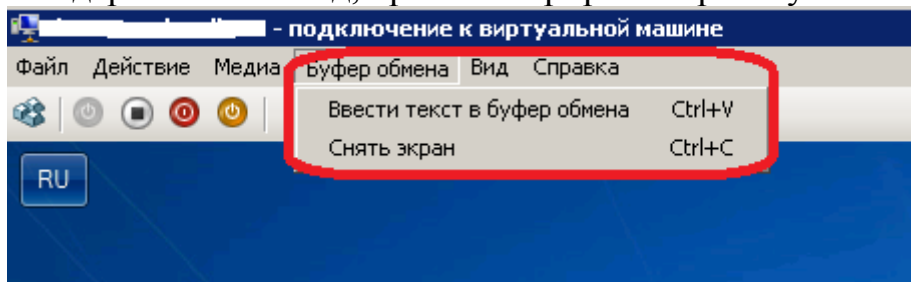 - подключение к виртуальной машине
Файл Действие Медиа Буфер обмена Вид Справка
Ввести текст в буфер обмена Ctrl+V
Снять экран Ctrl+C
RU